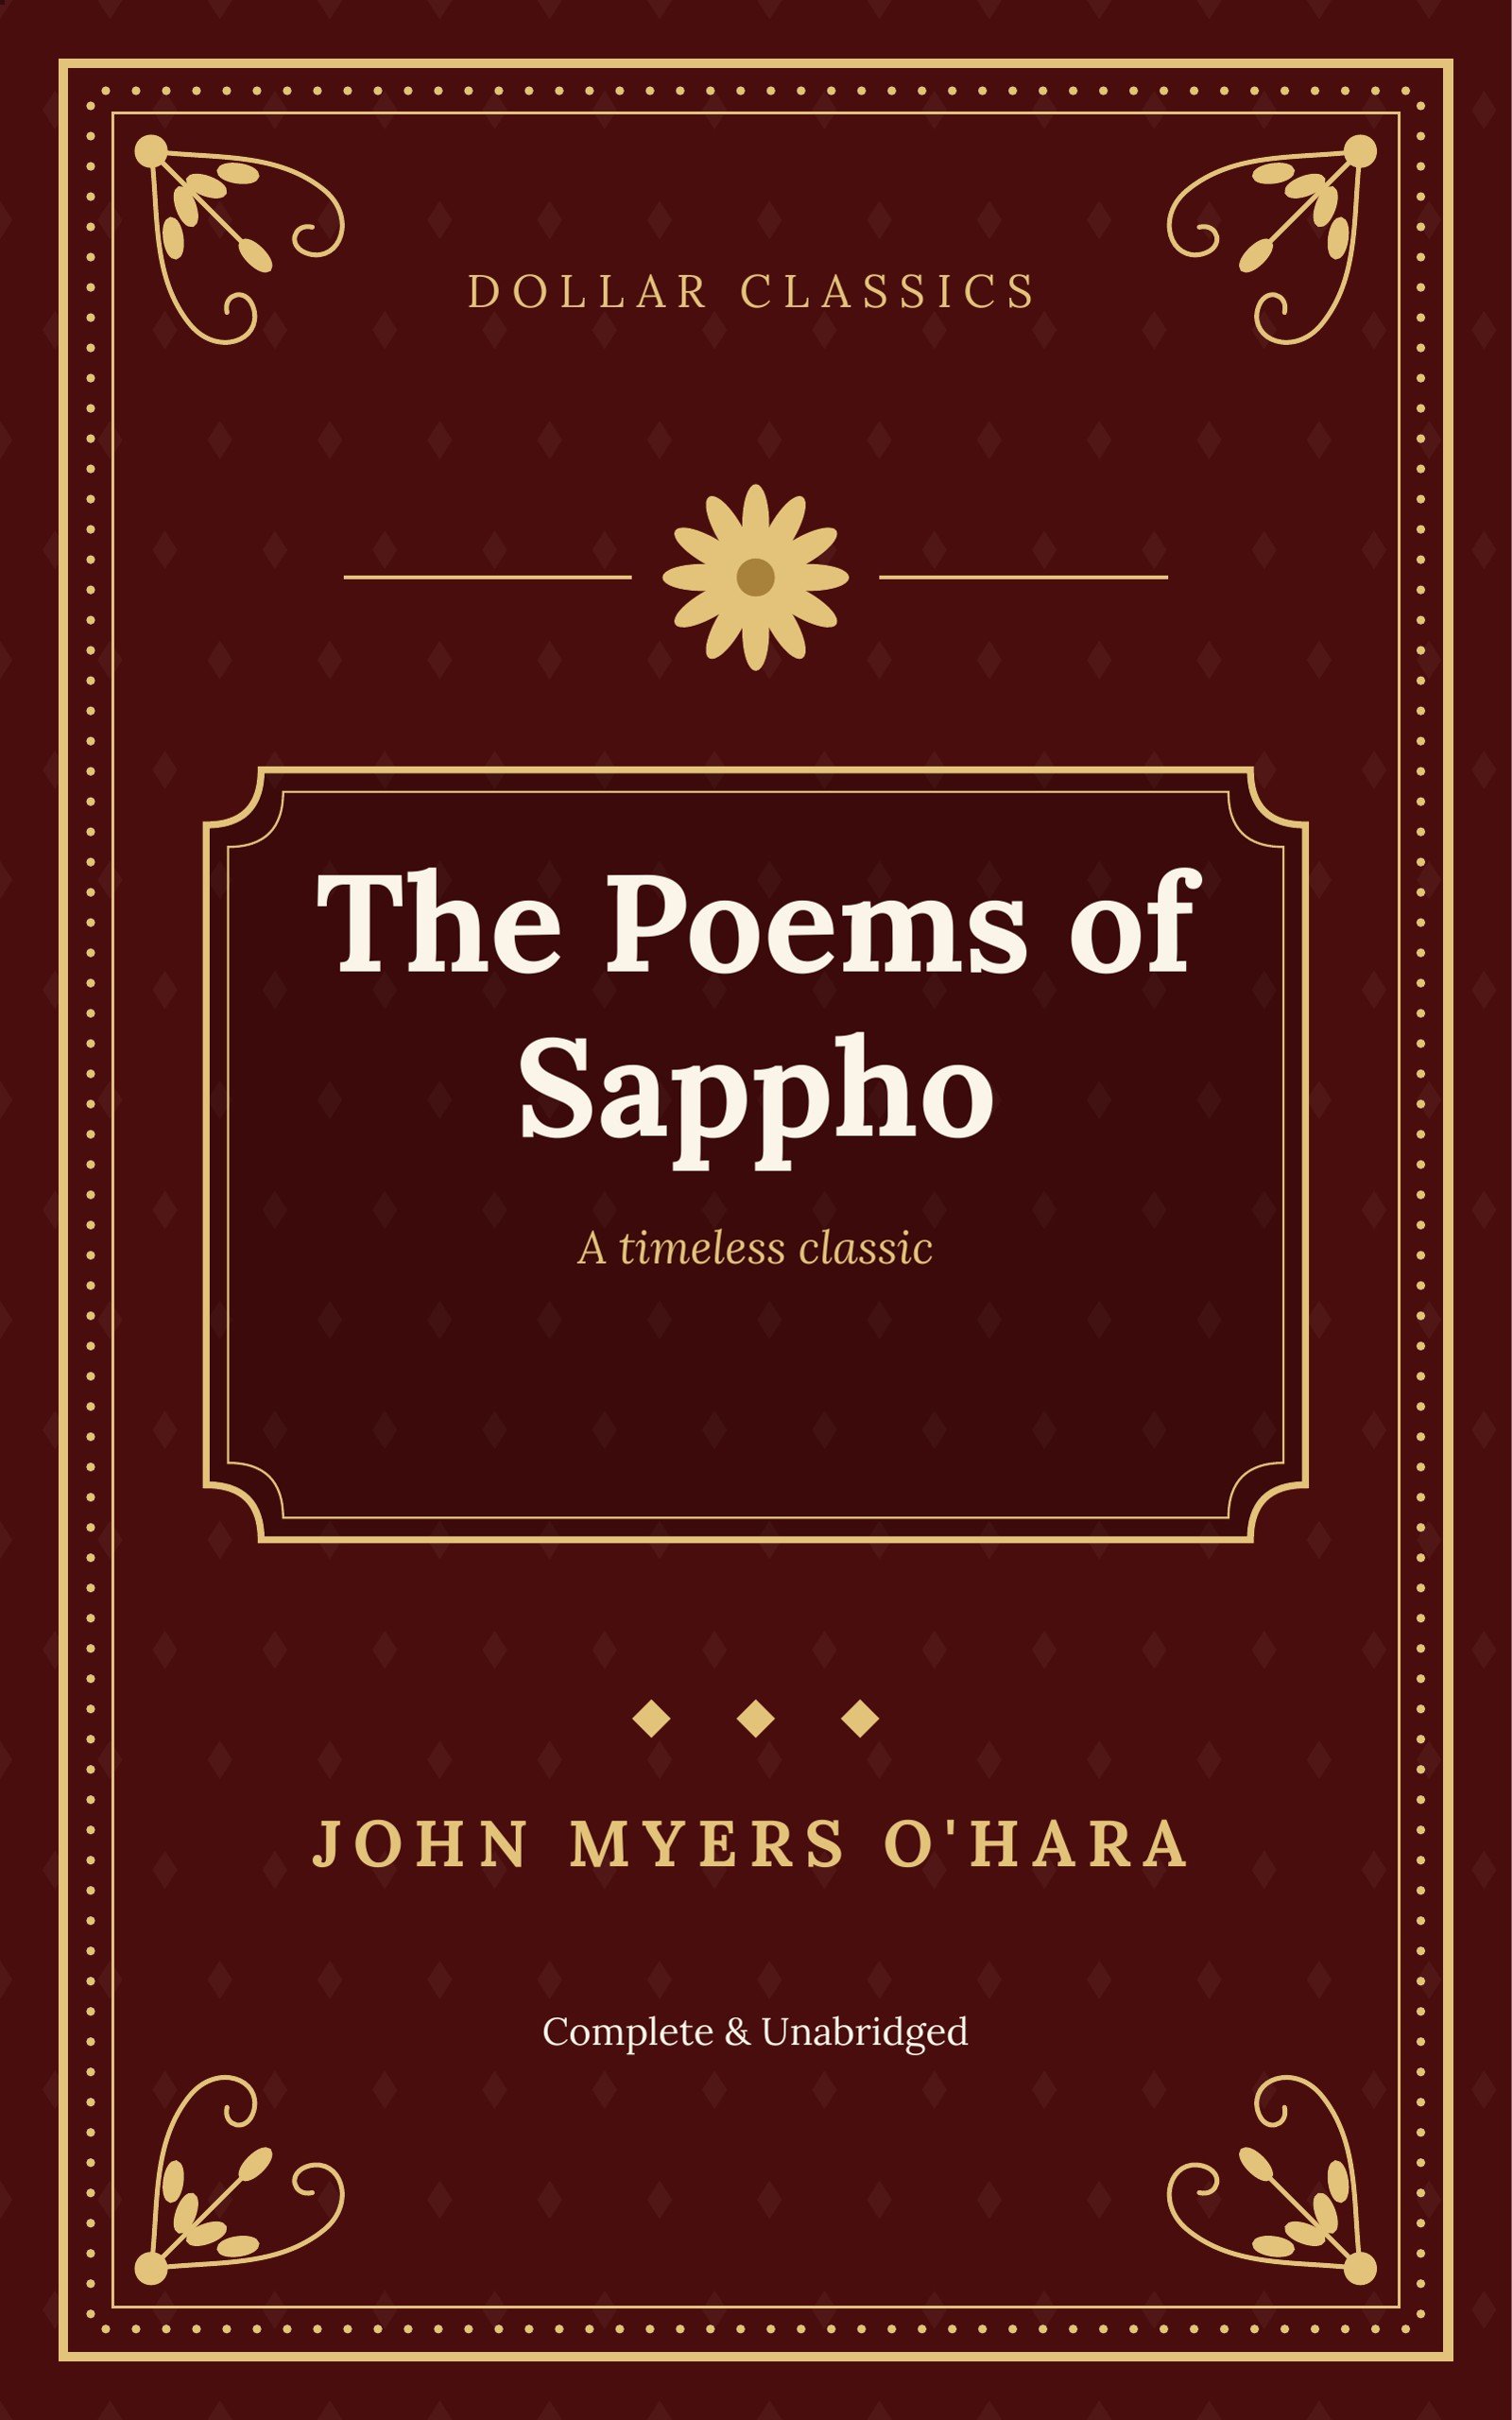 DOLLAR CLASSICS
The Poems of
Sappho
A timeless classic
JOHN MYERS O'HARA
Complete & Unabridged